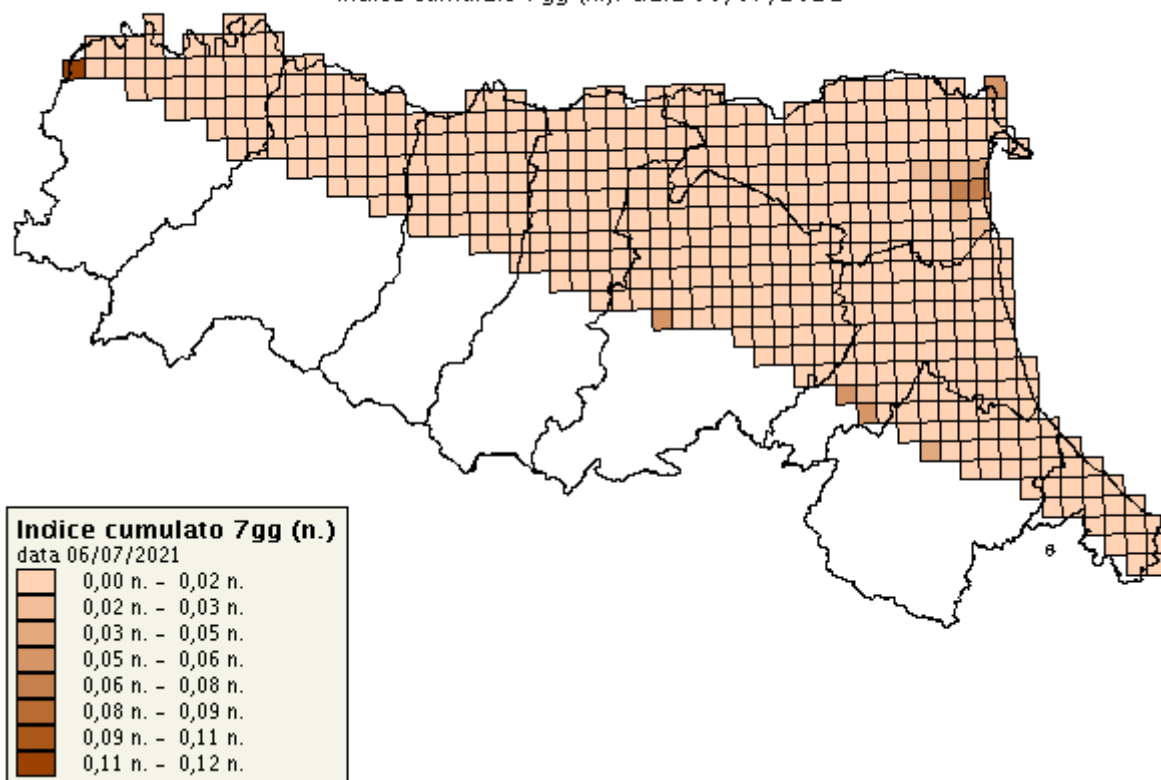 Indice cumulato 7gg (n.)
data 06/07/2021
0,00 n. - 0,02 n.
0,02 n. - 0,03 n.
0,03 n. - 0,05 n.
0,05 n. - 0,06 n.
0,06 n. - 0,08 n.
0,08 n. - 0,09 n.
0,09 n. - 0,11 n.
0,11 n. - 0,12 n.